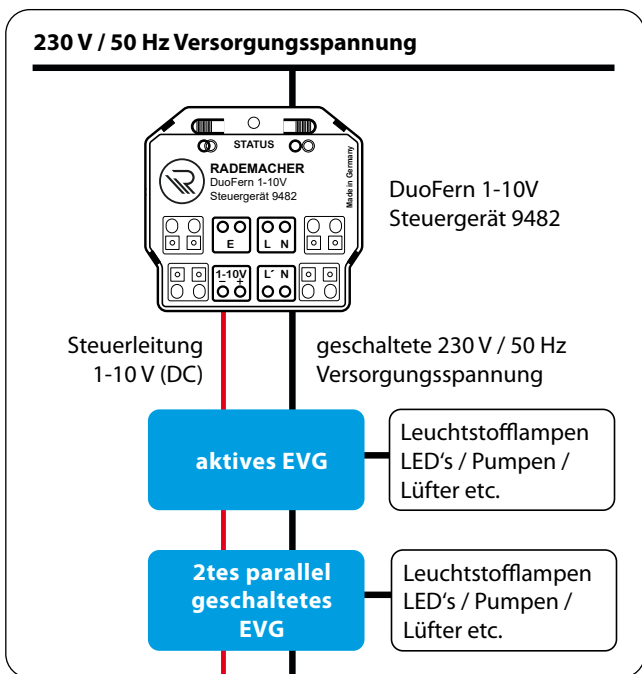 230 V / 50 Hz Versorgungsspannung
STATUS
RADEMACHER
DuoFern 1-10V
Steuergerät 9482
Made in Germany
E
L N
1-10V
- +
L´ N
DuoFern 1-10V
Steuergerät 9482
Steuerleitung
1-10 V (DC)
geschaltete 230 V / 50 Hz
Versorgungsspannung
aktives EVG
Leuchtstofflampen
LED‘s / Pumpen /
Lüfter etc.
2tes parallel
geschaltetes
EVG
Leuchtstofflampen
LED‘s / Pumpen /
Lüfter etc.